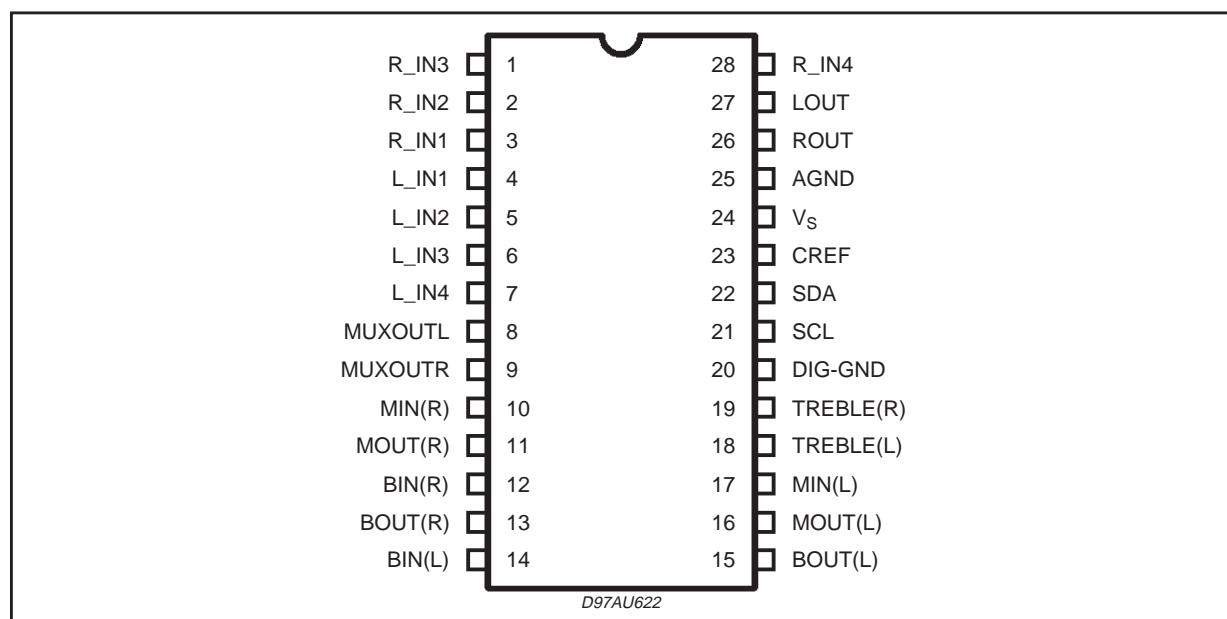 R_IN3 1 28 R_IN4
R_IN2 2 27 LOUT
R_IN1 3 26 ROUT
L_IN1 4 25 AGND
L_IN2 5 24 VS
L_IN3 6 23 CREF
L_IN4 7 22 SDA
MUXOUTL 8 21 SCL
MUXOUTR 9 20 DIG-GND
MIN(R) 10 19 TREBLE(R)
MOUT(R) 11 18 TREBLE(L)
BIN(R) 12 17 MIN(L)
BOUT(R) 13 16 MOUT(L)
BIN(L) 14 15 BOUT(L)
D97AU622